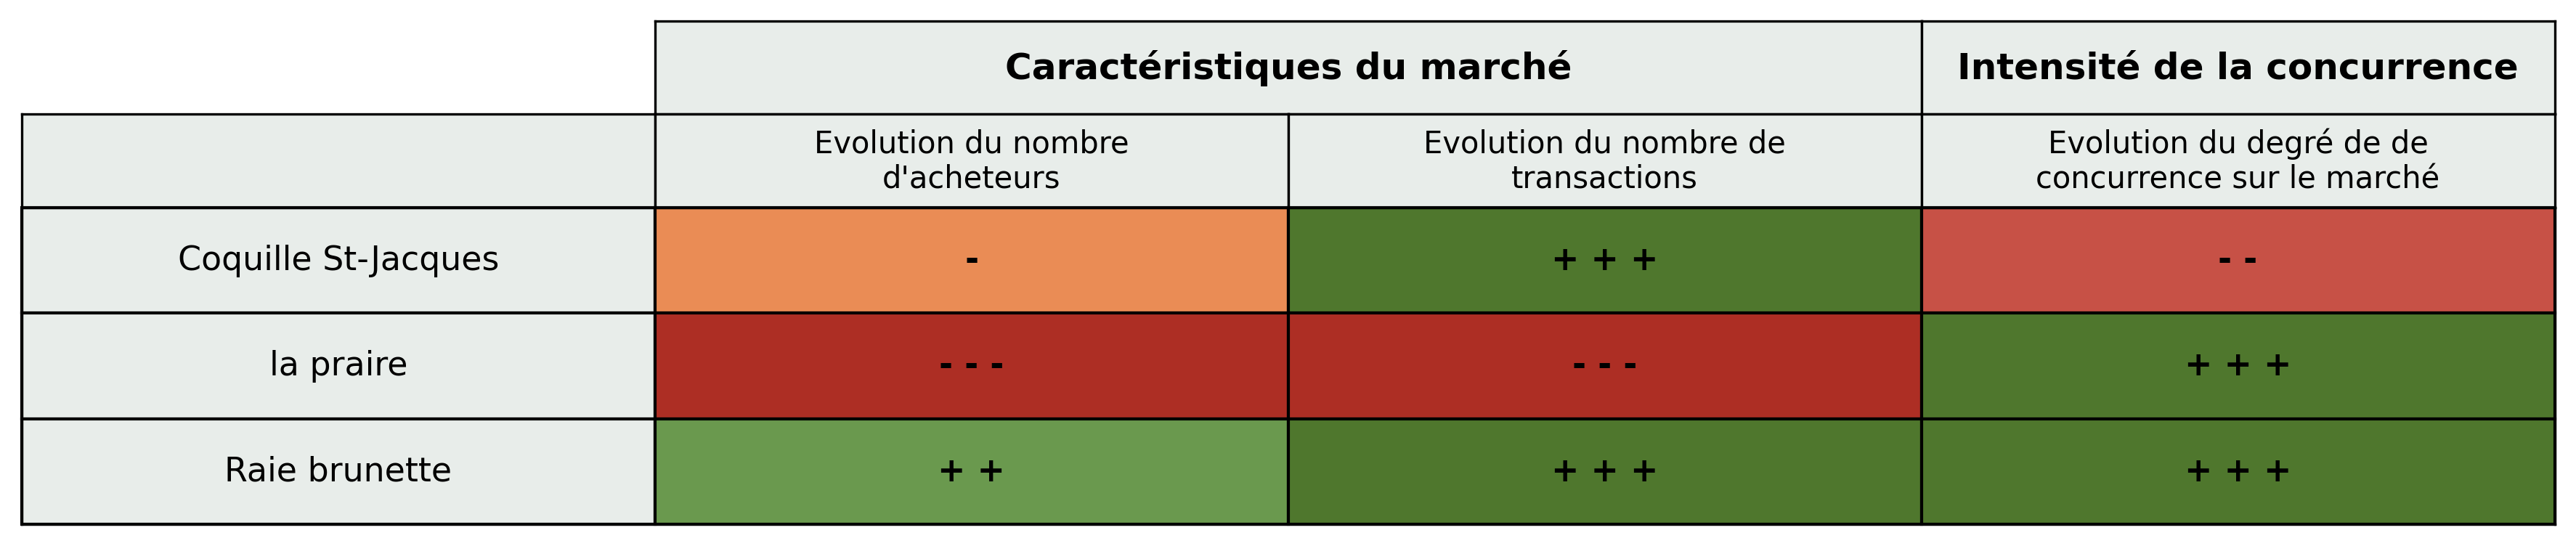 Caractéristiques du marché
Intensité de la concurrence
Evolution du nombre
d'acheteurs
Evolution du nombre de
transactions
Evolution du degré de de
concurrence sur le marché
Coquille St-Jacques
-
+ + +
- -
la praire
- - -
- - -
+ + +
Raie brunette
+ +
+ + +
+ + +